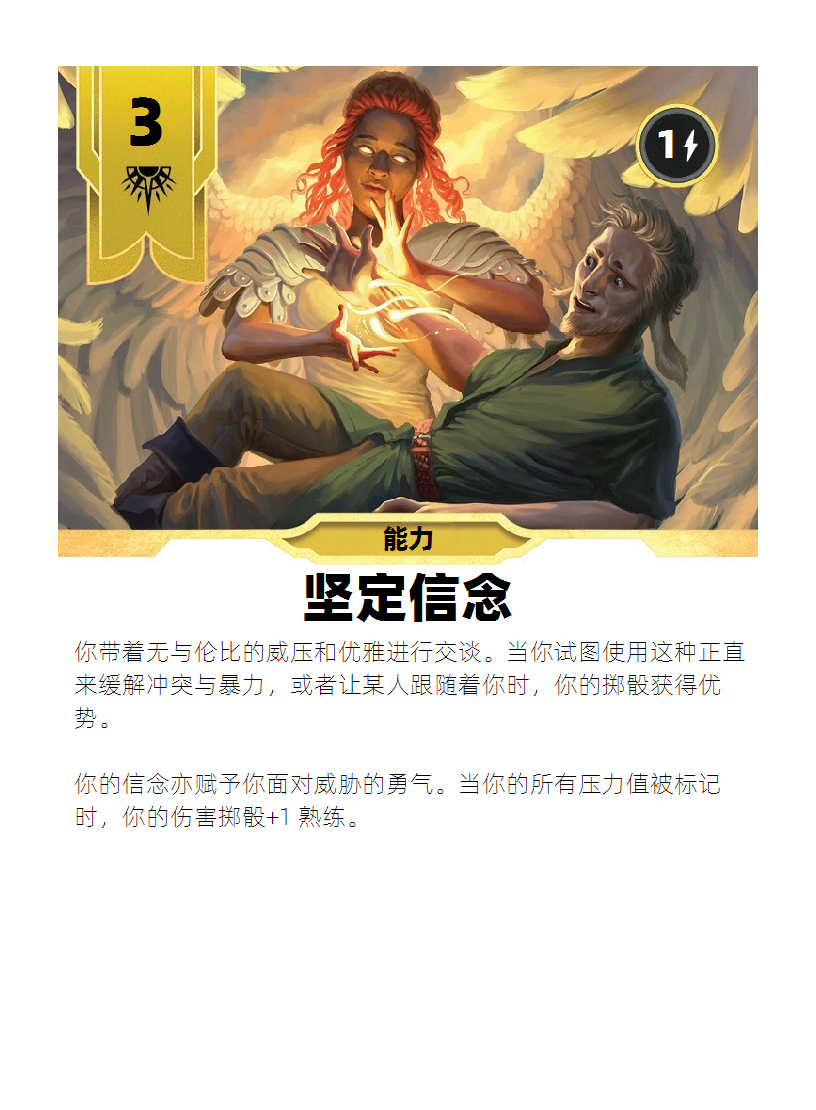 3
1
能力
坚定信念
你带着无与伦比的威压和优雅进行交谈。当你试图使用这种正直
来缓解冲突与暴力，或者让某人跟随着你时，你的掷骰获得优
势。
你的信念亦赋予你面对威胁的勇气。当你的所有压力值被标记
时，你的伤害掷骰+1 熟练。